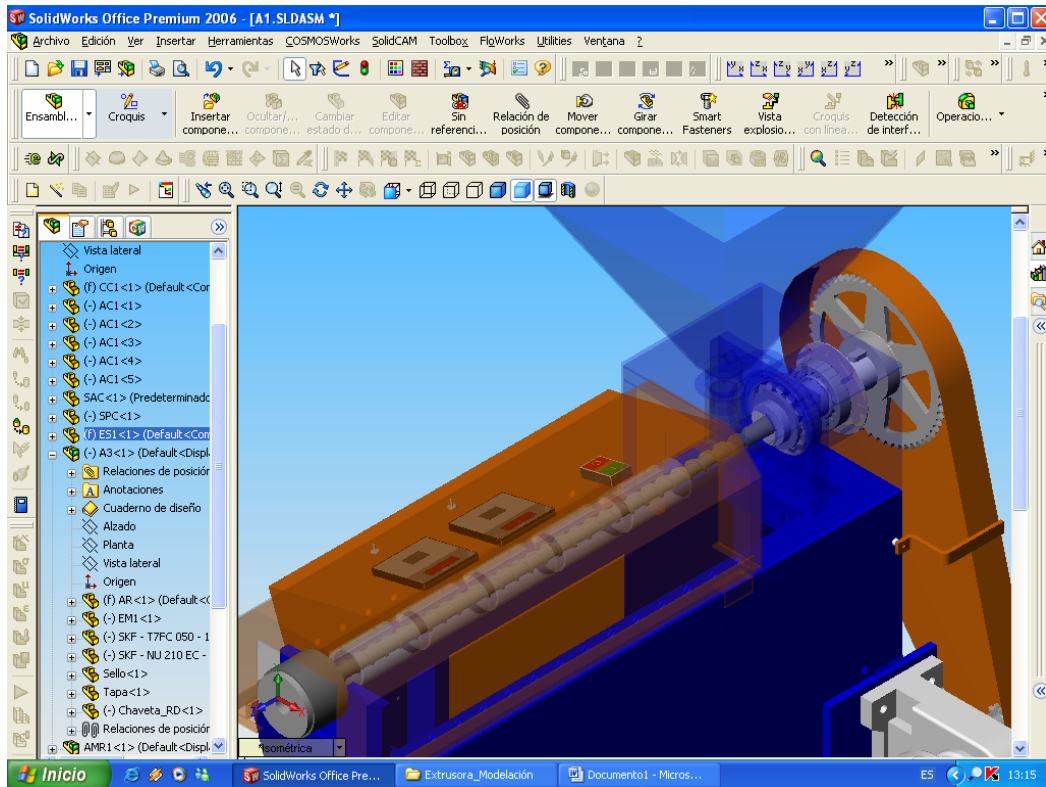 SolidWorks Office Premium 2006 - [A1.SLDASM *]
Archivo Edición Ver Insertar Herramientas COSMOSWorks SolidCAM Toolbox FloWorks Utilities Ventana ?
Ensambl... Croquis Insertar compone... Ocultar/... compone... Cambiar estado d... Editar compone... Sin referenci... Relación de posición Mover compone... Girar compone... Smart Fasteners Vista explosio... Croquis con línea... Detección de interf... Operacio...
Vista lateral
Origen
(f) CC1<1> (Default<Cor
(-) AC1<1>
(-) AC1<2>
(-) AC1<3>
(-) AC1<4>
(-) AC1<5>
SAC<1> (Predeterminado
(-) SPC<1>
(f) ES1<1> (Default<Con
(-) A3<1> (Default<Displ
Relaciones de posición
Anotaciones
Cuaderno de diseño
Alzado
Planta
Vista lateral
Origen
(f) AR<1> (Default<
(-) EM1<1>
(-) SKF - T7FC 050 - 1
(-) SKF - NU 210 EC -
Sello<1>
Tapa<1>
(-) Chaveta_RD<1>
Relaciones de posición
AMR1<1> (Default<Displ
*Isométrica
Inicio SolidWorks Office Pre... Extrusora_Modelación Documento1 - Micros... ES 13:15